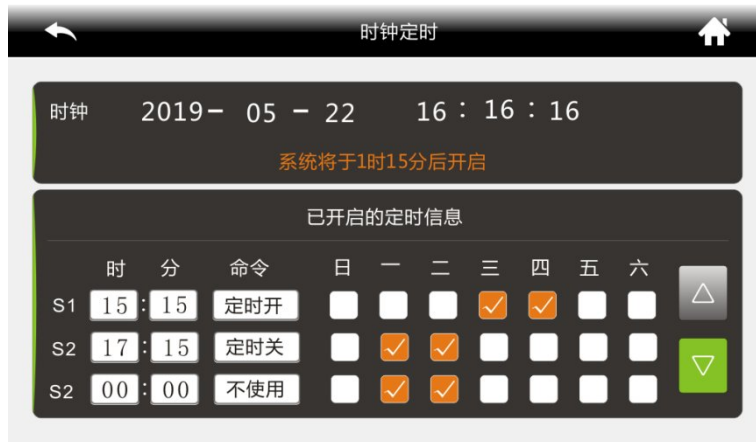 时钟定时
时钟 2019- 05 - 22 16 : 16 : 16
系统将于1时15分后开启
已开启的定时信息
时 分 命令 日 一 二 三 四 五 六
S1 15 : 15 定时开
S2 17 : 15 定时关
S2 00 : 00 不使用